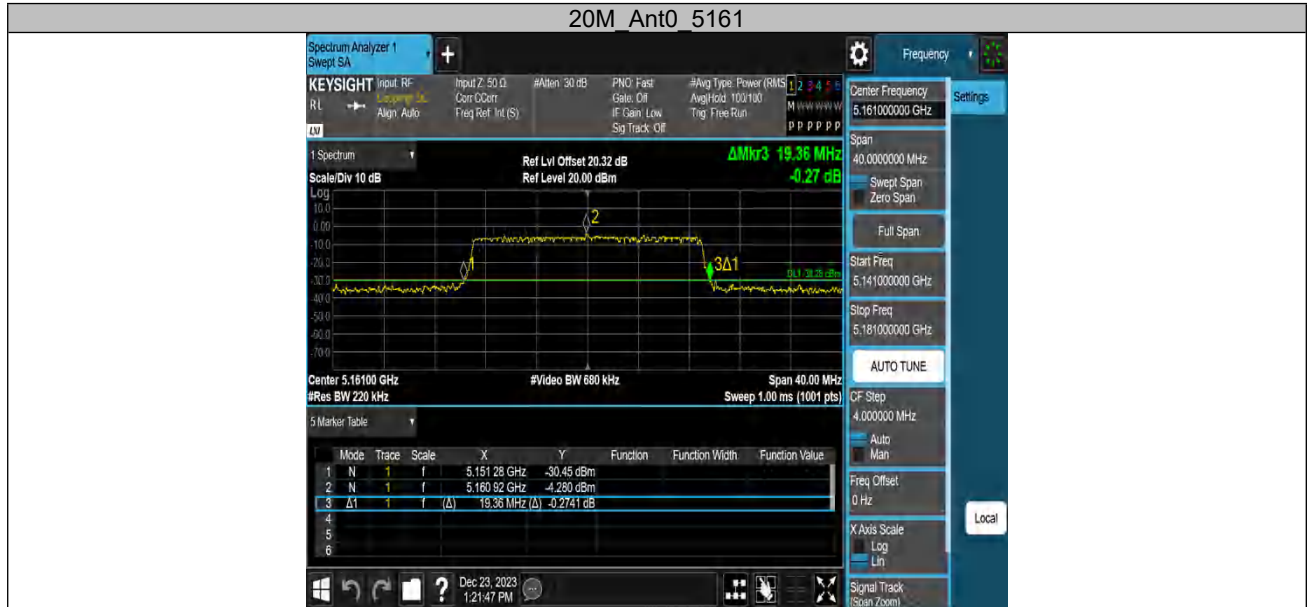 20M_Ant0_5161
Spectrum Analyzer 1
Swept SA
Frequency
KEYSIGHT
Input: RF
Align: Auto
Input Z: 50 Ω
Corr CCorr
Freq Ref: Int (S)
#Atten: 30 dB
PNO: Fast
Gate: Off
IF Gain: Low
Sig Track: Off
#Avg Type: Power (RMS
Avg|Hold: 100/100
Trig: Free Run
1 2 3 4 5 6
M W W W W W
P P P P P P
R L
LXI
Center Frequency
5.161000000 GHz
Settings
Span
40.0000000 MHz
Swept Span
Zero Span
Full Span
Start Freq
5.141000000 GHz
Stop Freq
5.181000000 GHz
AUTO TUNE
CF Step
4.000000 MHz
Auto
Man
Freq Offset
0 Hz
X Axis Scale
Log
Lin
Signal Track
(Span Zoom)
Local
1 Spectrum
Scale/Div 10 dB
Ref Lvl Offset 20.32 dB
Ref Level 20.00 dBm
ΔMkr3 19.36 MHz
-0.27 dB
Log
10.0
0.00
-10.0
-20.0
-30.0
-40.0
-50.0
-60.0
-70.0
2
3Δ1
Center 5.16100 GHz
#Video BW 680 kHz
Span 40.00 MHz
#Res BW 220 kHz
Sweep 1.00 ms (1001 pts)
5 Marker Table
Mode Trace Scale X Y Function Function Width Function Value
1 N 1 f 5.151 28 GHz -30.45 dBm
2 N 1 f 5.160 92 GHz -4.280 dBm
3 Δ1 1 f (Δ) 19.36 MHz (Δ) -0.2741 dB
4
5
6
?
Dec 23, 2023
1:21:47 PM